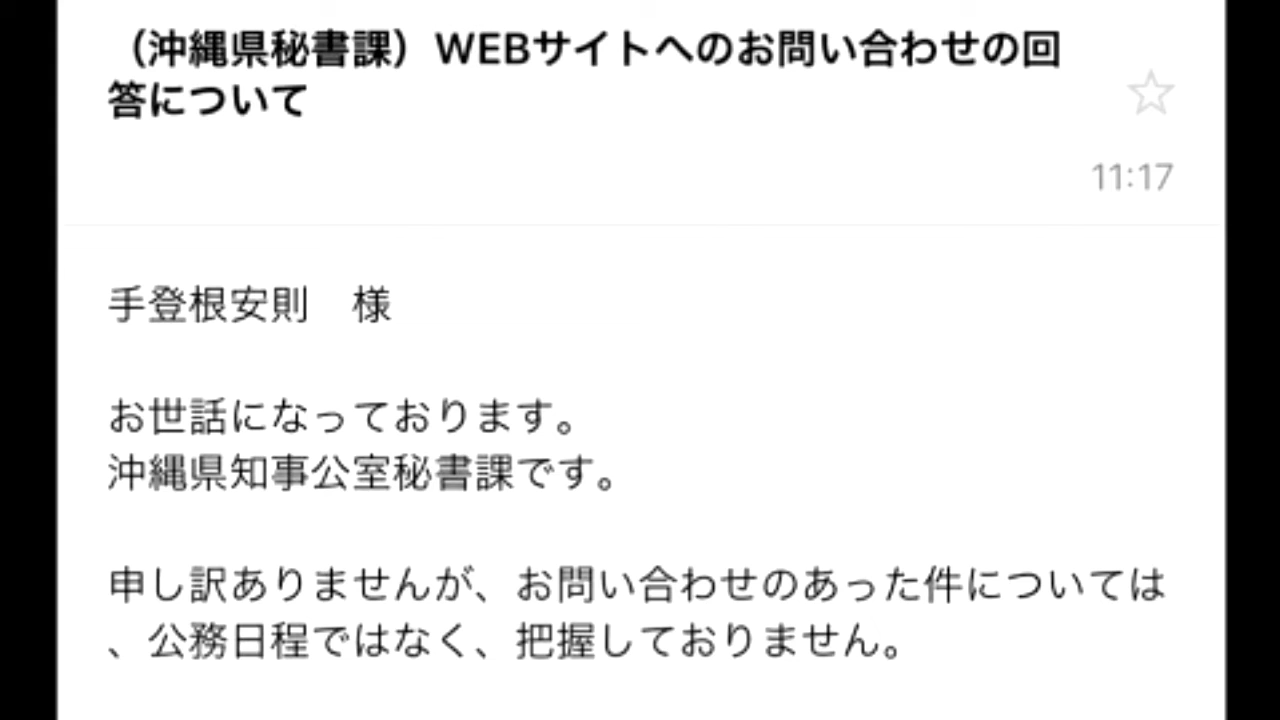 （沖縄県秘書課）WEBサイトへのお問い合わせの回
答について
11:17
手登根安則　様
お世話になっております。
沖縄県知事公室秘書課です。
申し訳ありませんが、お問い合わせのあった件については
、公務日程ではなく、把握しておりません。